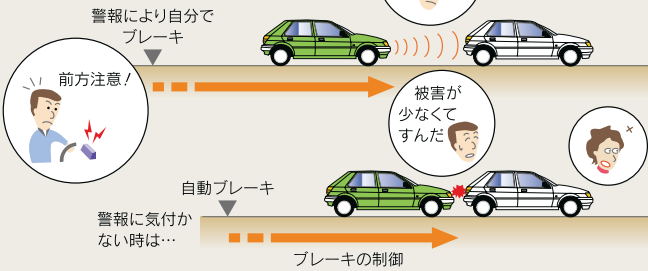 警報により自分で
ブレーキ
前方注意！
被害が
少なくて
すんだ
自動ブレーキ
警報に気付か
ない時は…
ブレーキの制御